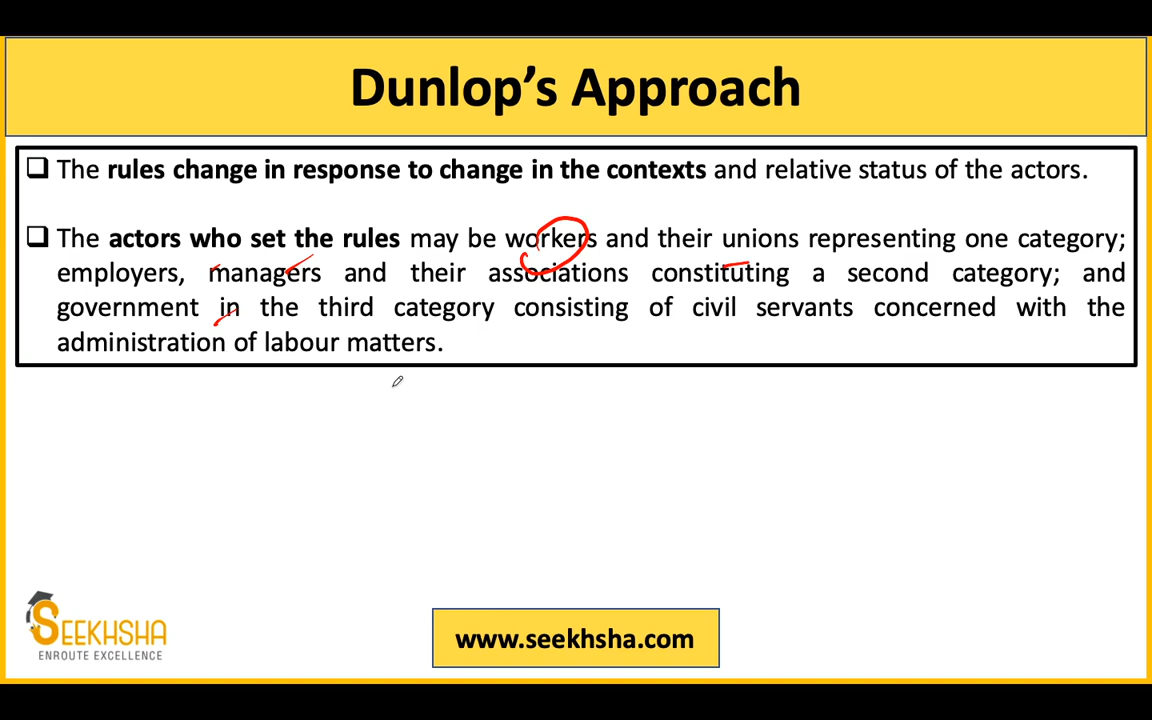 Dunlop’s Approach
❑ The rules change in response to change in the contexts and relative status of the actors.
❑ The actors who set the rules may be workers and their unions representing one category;
employers, managers and their associations constituting a second category; and
government in the third category consisting of civil servants concerned with the
administration of labour matters.
SEEKHSHA
ENROUTE EXCELLENCE
www.seekhsha.com